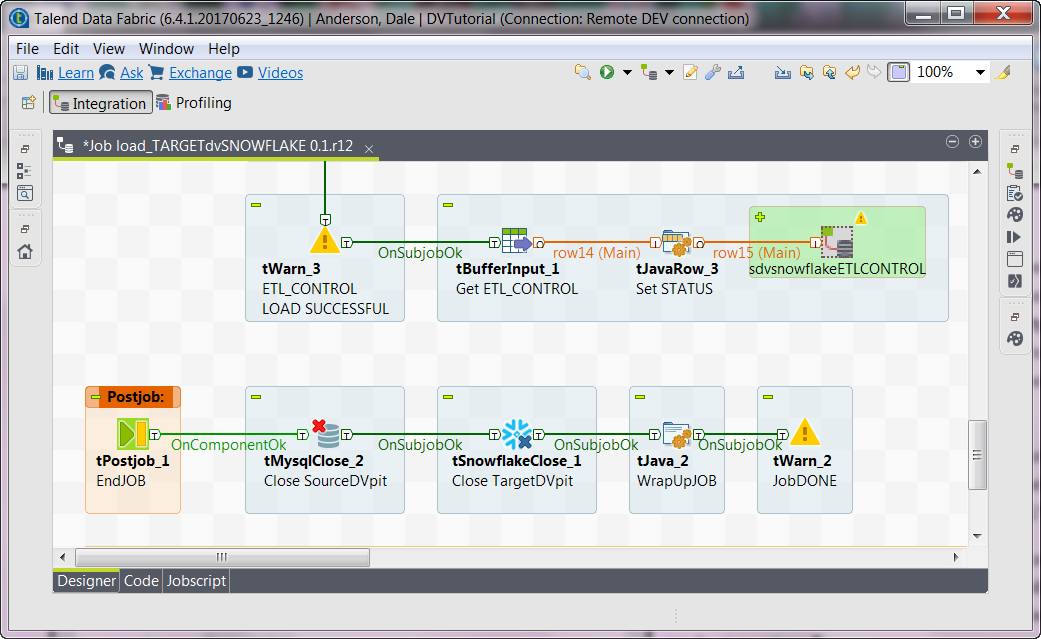 Talend Data Fabric (6.4.1.20170623_1246) | Anderson, Dale | DVTutorial (Connection: Remote DEV connection)
File Edit View Window Help
Learn Ask Exchange Videos 100%
Integration Profiling
*Job load_TARGETdvSNOWFLAKE 0.1.r12
OnSubjobOk row14 (Main) row15 (Main)
tWarn_3 tBufferInput_1 tJavaRow_3 sdvsnowflakeETLCONTROL
ETL_CONTROL Get ETL_CONTROL Set STATUS
LOAD SUCCESSFUL
Postjob:
OnComponentOk OnSubjobOk OnSubjobOk OnSubjobOk
tPostjob_1 tMysqlClose_2 tSnowflakeClose_1 tJava_2 tWarn_2
EndJOB Close SourceDVpit Close TargetDVpit WrapUpJOB JobDONE
Designer Code Jobscript